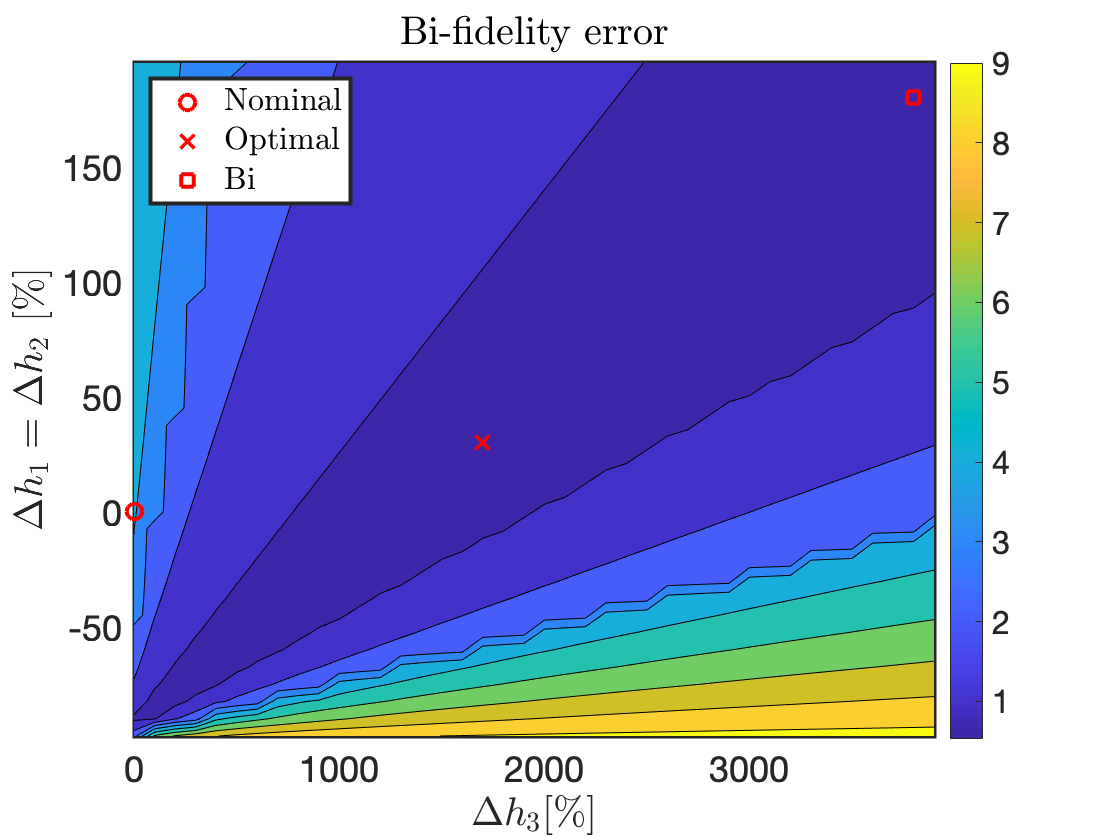 Bi-fidelity error
Nominal
Optimal
Bi
Δh₁ = Δh₂ [%]
150
100
50
0
-50
0 1000 2000 3000
Δh₃[%]
9
8
7
6
5
4
3
2
1